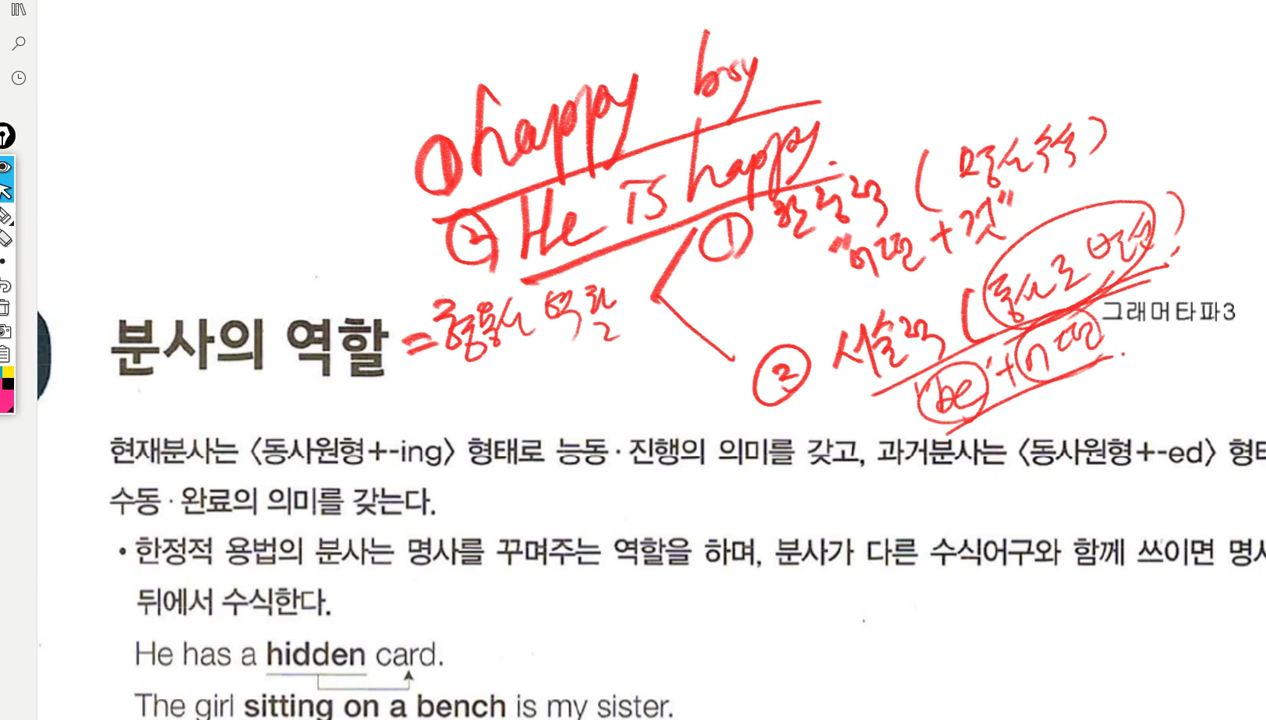 ① happy boy
② He is happy.
① 한정적 (명사수식)
"어떤+것"
분사의 역할 = 형용사 역할
② 서술적 (동사로 변신)
"be"+어떤
그래머타파3
현재분사는 〈동사원형+-ing〉 형태로 능동·진행의 의미를 갖고, 과거분사는 〈동사원형+-ed〉 형태
수동·완료의 의미를 갖는다.
• 한정적 용법의 분사는 명사를 꾸며주는 역할을 하며, 분사가 다른 수식어구와 함께 쓰이면 명사
뒤에서 수식한다.
He has a hidden card.
The girl sitting on a bench is my sister.